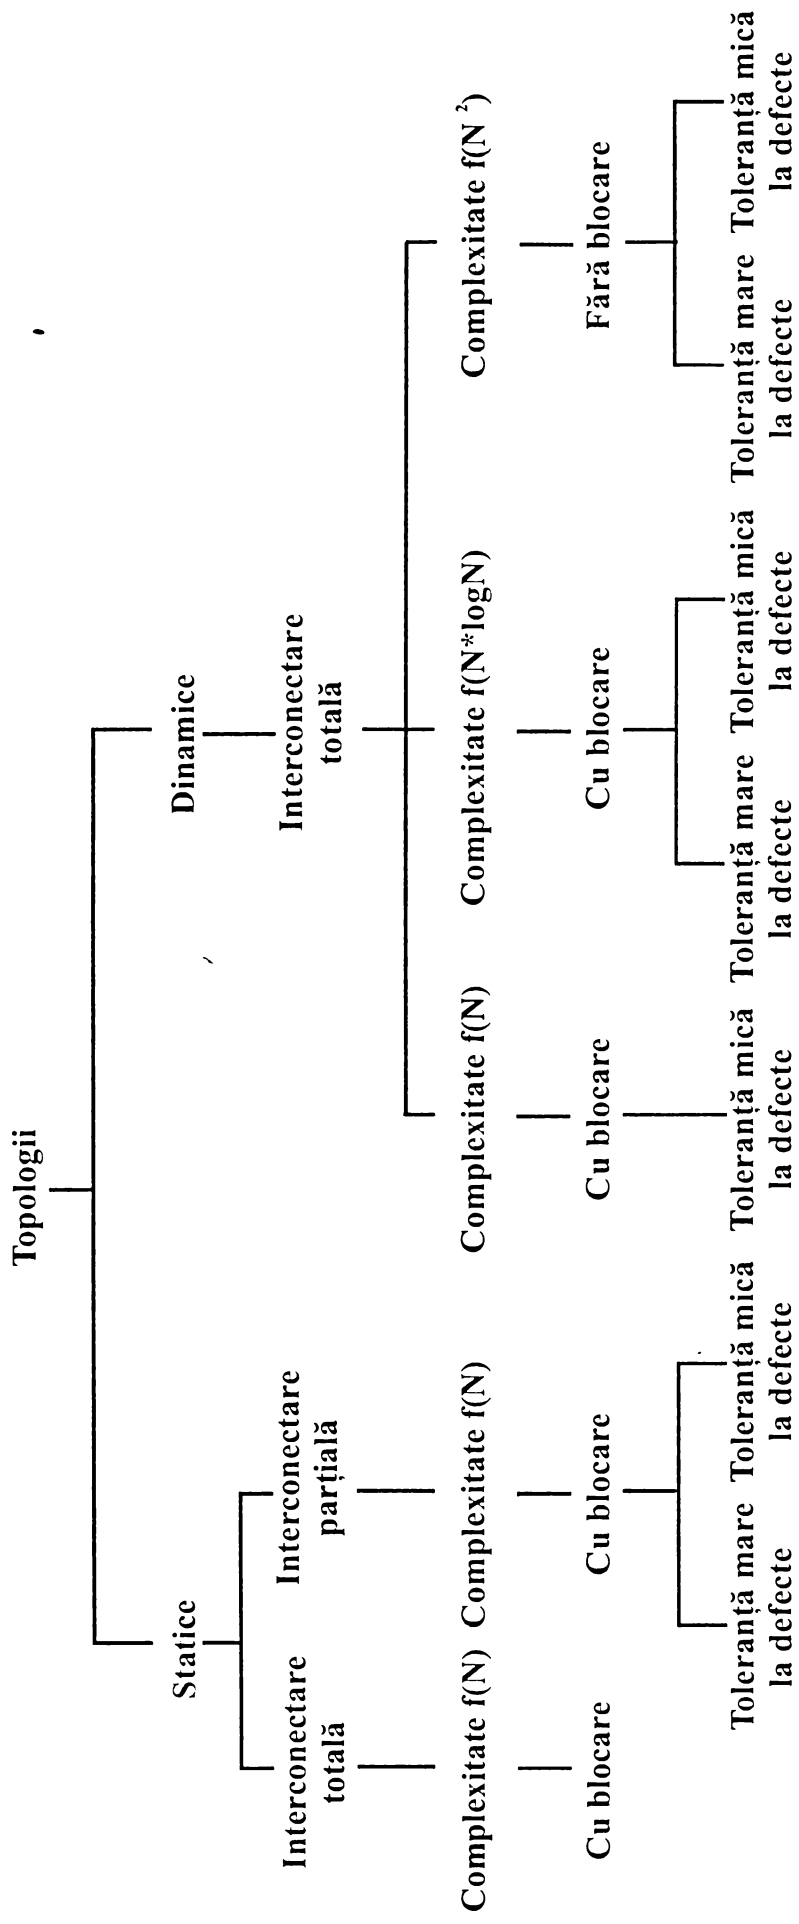 Topologii
Statice
Dinamice
Interconectare
totală
Interconectare
parțială
Interconectare
totală
Complexitate f(N)
Complexitate f(N)
Complexitate f(N)
Complexitate f(N*logN)
Complexitate f(N²)
Cu blocare
Cu blocare
Cu blocare
Cu blocare
Fără blocare
Toleranță mare
la defecte
Toleranță mică
la defecte
Toleranță mică
la defecte
Toleranță mare
la defecte
Toleranță mică
la defecte
Toleranță mare
la defecte
Toleranță mică
la defecte